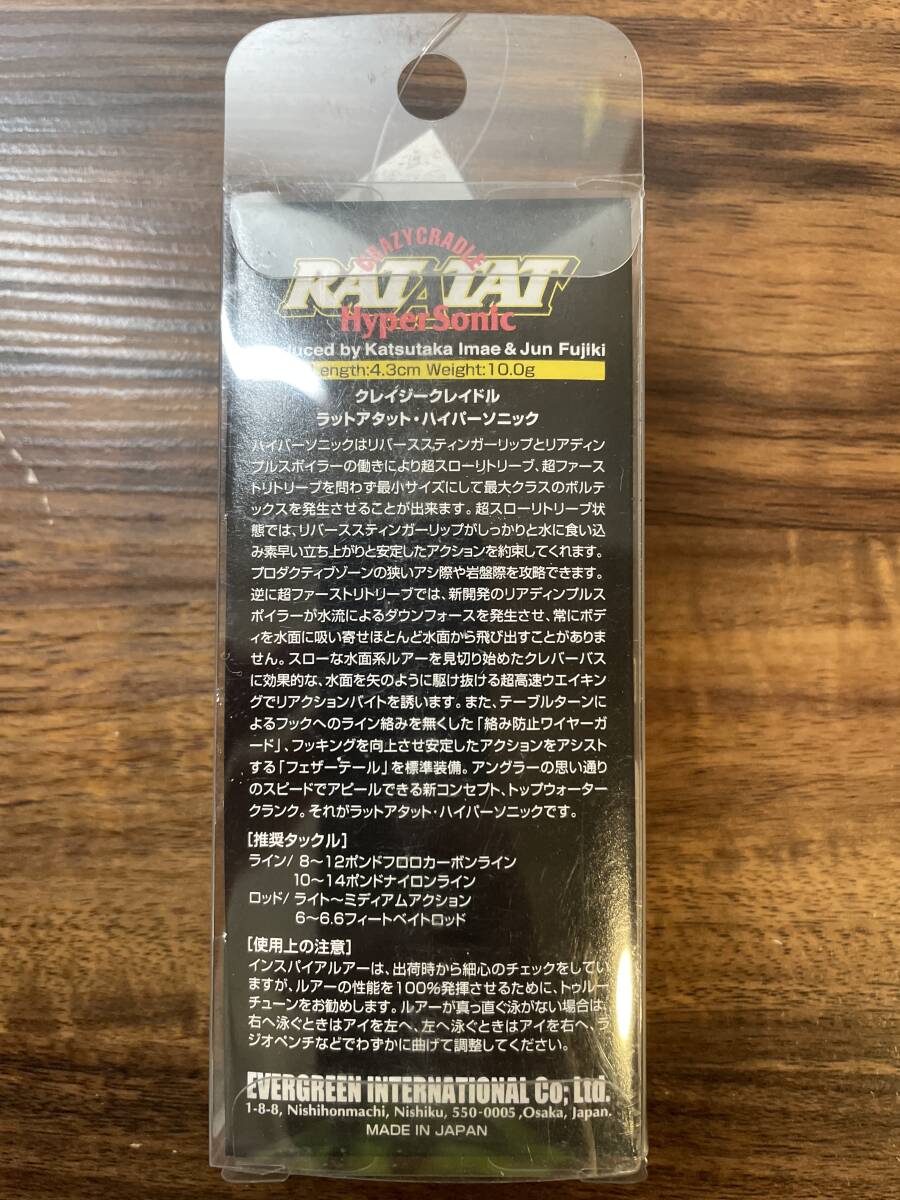 CRAZYCRADLE
RATATAT
HyperSonic
duced by Katsutaka Imae & Jun Fujiki
Length:4.3cm Weight:10.0g
クレイジークレイドル
ラットアタット・ハイパーソニック
ハイパーソニックはリバーススティンガーリップとリアディン
プルスポイラーの働きにより超スローリトリーブ、超ファース
トリトリーブを問わず最小サイズにして最大クラスのボルテ
ックスを発生させることが出来ます。超スローリトリーブ状
態では、リバーススティンガーリップがしっかりと水に食い込
み素早い立ち上がりと安定したアクションを約束してくれます。
プロダクティブゾーンの狭いアシ際や岩盤際を攻略できます。
逆に超ファーストリトリーブでは、新開発のリアディンプルス
ポイラーが水流によるダウンフォースを発生させ、常にボデ
ィを水面に吸い寄せほとんど水面から飛び出すことがありま
せん。スローな水面系ルアーを見切り始めたクレバーバス
に効果的な、水面を矢のように駆け抜ける超高速ウエイキン
グでリアクションバイトを誘います。また、テーブルターンに
よるフックへのライン絡みを無くした「絡み防止ワイヤーガ
ード」、フッキングを向上させ安定したアクションをアシスト
する「フェザーテール」を標準装備。アングラーの思い通り
のスピードでアピールできる新コンセプト、トップウォーター
クランク。それがラットアタット・ハイパーソニックです。
[推奨タックル]
ライン/ 8〜12ポンドフロロカーボンライン
10〜14ポンドナイロンライン
ロッド/ ライト〜ミディアムアクション
6〜6.6フィートベイトロッド
[使用上の注意]
インスパイアルアーは、出荷時から細心のチェックをしてい
ますが、ルアーの性能を100%発揮させるために、トゥルー
チューンをお勧めします。ルアーが真っ直ぐ泳がない場合は、
右へ泳ぐときはアイを左へ、左へ泳ぐときはアイを右へ、ラ
ジオペンチなどでわずかに曲げて調整してください。
EVERGREEN INTERNATIONAL Co; Ltd.
1-8-8, Nishihonmachi, Nishiku, 550-0005 ,Osaka, Japan.
MADE IN JAPAN